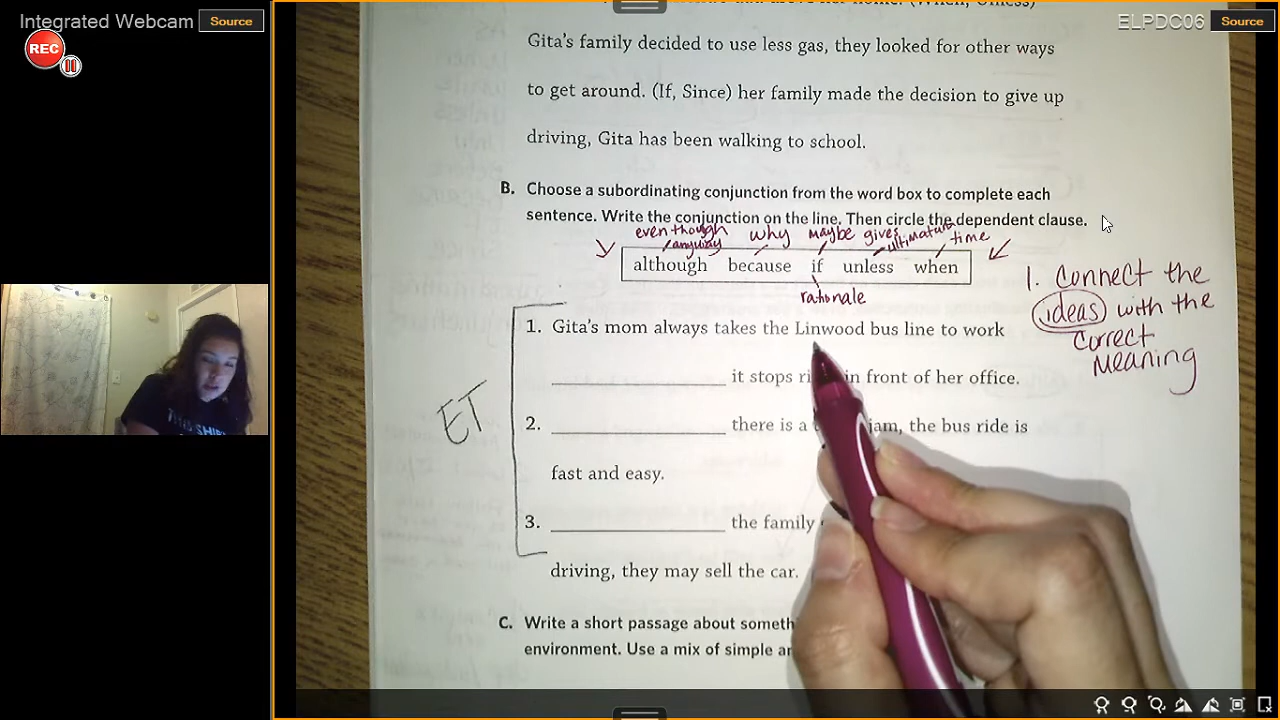 Integrated Webcam
Source
REC
ELPDC06
Source
Gita's family decided to use less gas, they looked for other ways
to get around. (If, Since) her family made the decision to give up
driving, Gita has been walking to school.
B. Choose a subordinating conjunction from the word box to complete each
sentence. Write the conjunction on the line. Then circle the dependent clause.
even though
anyway
why
maybe
gives
ultimatum
time
although because if unless when
rationale
1. Connect the
ideas with the
correct
meaning
1. Gita's mom always takes the Linwood bus line to work
it stops in front of her office.
ET
2. there is a jam, the bus ride is
fast and easy.
3. the family
driving, they may sell the car.
C. Write a short passage about
environment. Use a mix of simple